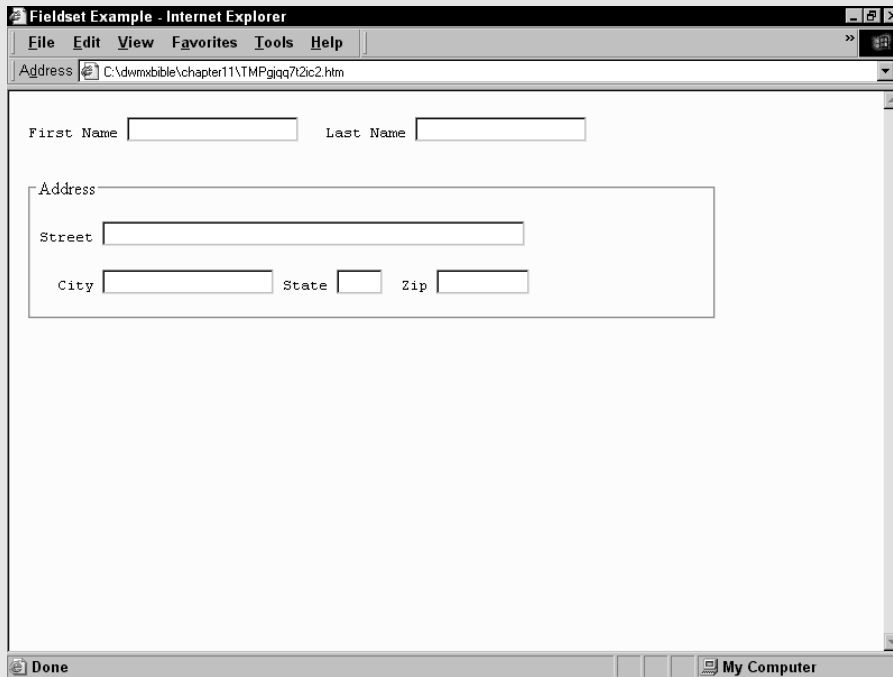 Fieldset Example - Internet Explorer
File Edit View Favorites Tools Help »
Address C:\dwmxbible\chapter11\TMPgjqq7t2ic2.htm
First Name Last Name
Address
Street
City State Zip
Done My Computer